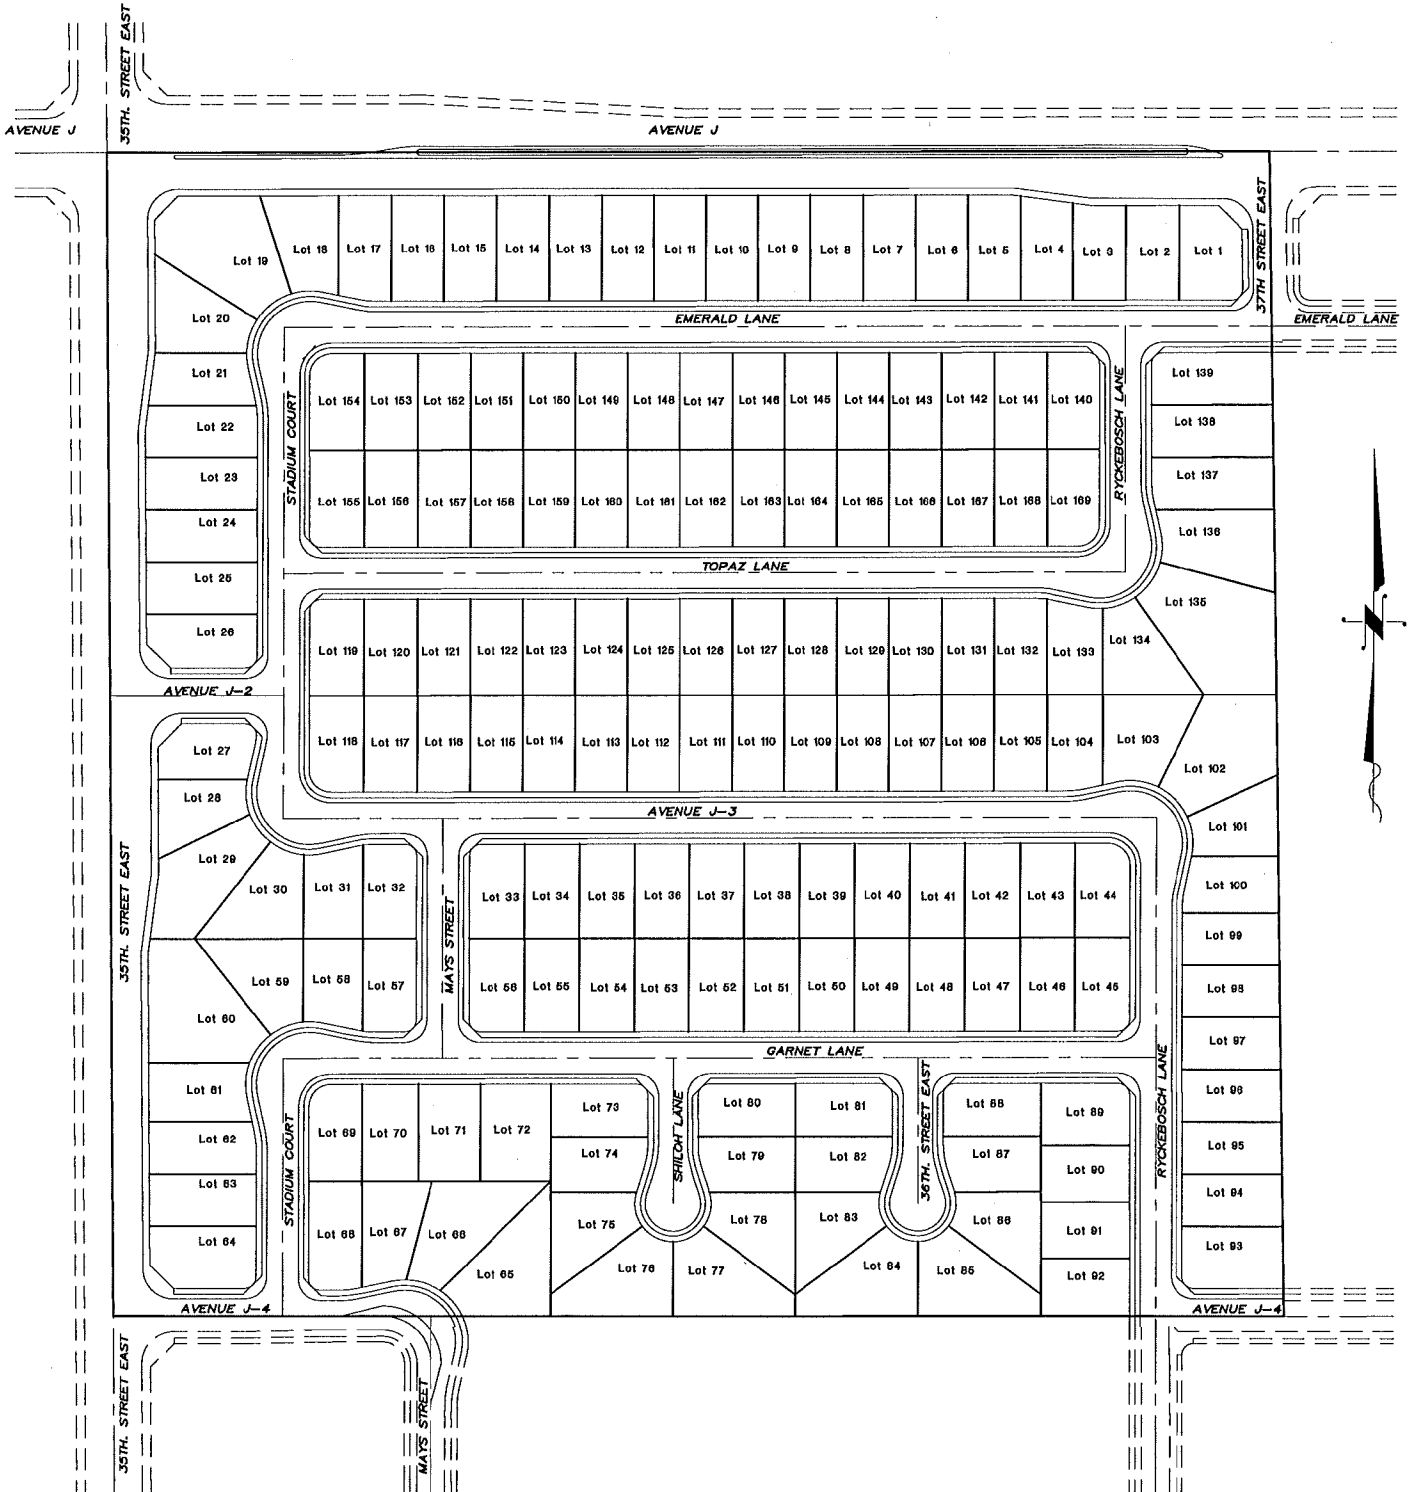 35TH. STREET EAST
AVENUE J
AVENUE J
37TH STREET EAST
Lot 19
Lot 18
Lot 17
Lot 16
Lot 15
Lot 14
Lot 13
Lot 12
Lot 11
Lot 10
Lot 9
Lot 8
Lot 7
Lot 6
Lot 5
Lot 4
Lot 3
Lot 2
Lot 1
Lot 20
EMERALD LANE
EMERALD LANE
Lot 21
Lot 22
Lot 23
Lot 24
Lot 25
Lot 26
STADIUM COURT
Lot 154
Lot 153
Lot 152
Lot 151
Lot 150
Lot 149
Lot 148
Lot 147
Lot 146
Lot 145
Lot 144
Lot 143
Lot 142
Lot 141
Lot 140
RYCKEBOSCH LANE
Lot 139
Lot 138
Lot 137
Lot 136
Lot 135
Lot 155
Lot 156
Lot 157
Lot 158
Lot 159
Lot 160
Lot 161
Lot 162
Lot 163
Lot 164
Lot 165
Lot 166
Lot 167
Lot 168
Lot 169
TOPAZ LANE
Lot 119
Lot 120
Lot 121
Lot 122
Lot 123
Lot 124
Lot 125
Lot 126
Lot 127
Lot 128
Lot 129
Lot 130
Lot 131
Lot 132
Lot 133
Lot 134
AVENUE J-2
Lot 118
Lot 117
Lot 116
Lot 115
Lot 114
Lot 113
Lot 112
Lot 111
Lot 110
Lot 109
Lot 108
Lot 107
Lot 106
Lot 105
Lot 104
Lot 103
Lot 102
Lot 27
Lot 28
Lot 29
AVENUE J-3
Lot 101
35TH. STREET EAST
Lot 30
Lot 31
Lot 32
MAYS STREET
Lot 33
Lot 34
Lot 35
Lot 36
Lot 37
Lot 38
Lot 39
Lot 40
Lot 41
Lot 42
Lot 43
Lot 44
Lot 100
Lot 99
Lot 98
Lot 97
Lot 96
Lot 95
Lot 94
Lot 93
Lot 60
Lot 59
Lot 58
Lot 57
Lot 56
Lot 55
Lot 54
Lot 53
Lot 52
Lot 51
Lot 50
Lot 49
Lot 48
Lot 47
Lot 46
Lot 45
GARNET LANE
RYCKEBOSCH LANE
Lot 61
Lot 62
Lot 63
Lot 64
STADIUM COURT
Lot 69
Lot 70
Lot 71
Lot 72
Lot 73
Lot 74
SHILOH LANE
Lot 80
Lot 79
Lot 81
Lot 82
36TH. STREET EAST
Lot 88
Lot 87
Lot 89
Lot 90
Lot 91
Lot 92
Lot 68
Lot 67
Lot 66
Lot 65
Lot 75
Lot 76
Lot 77
Lot 78
Lot 83
Lot 84
Lot 85
Lot 86
AVENUE J-4
AVENUE J-4
35TH. STREET EAST
MAYS STREET
N